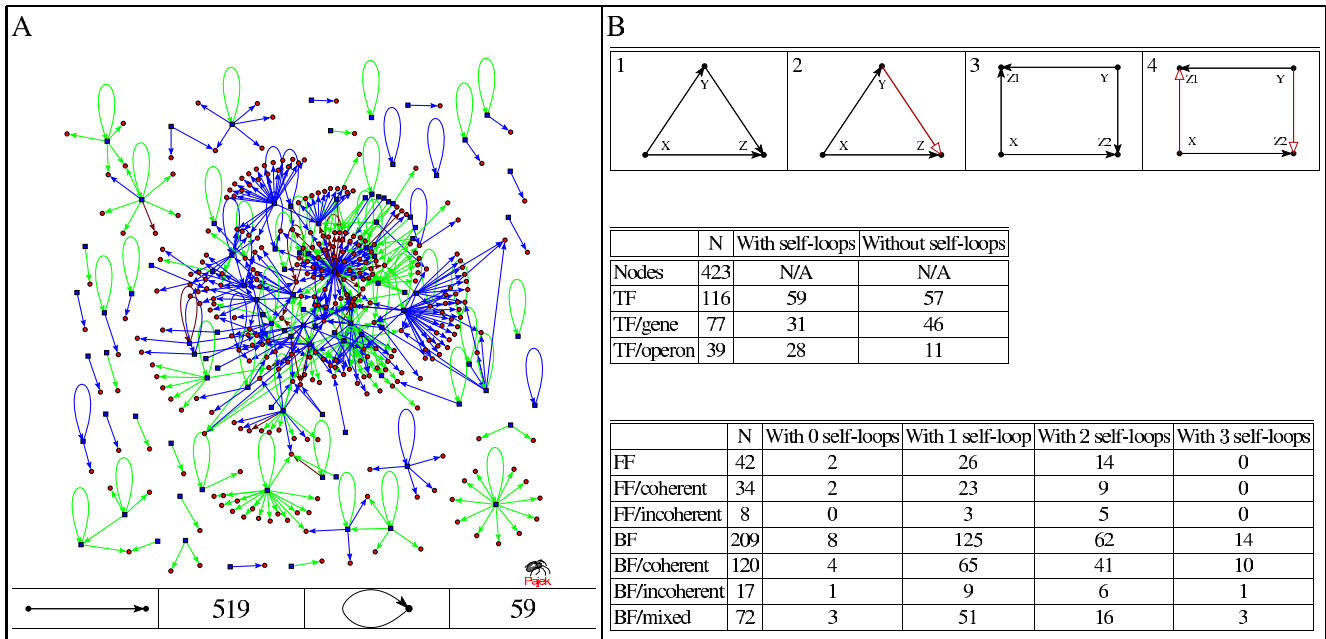 A
519
59
Pajek
B
1
Y
X
Z
2
Y
X
Z
3
Z1
Y
X
Z2
4
Z1
Y
X
Z2
N With self-loops Without self-loops
Nodes 423 N/A N/A
TF 116 59 57
TF/gene 77 31 46
TF/operon 39 28 11
N With 0 self-loops With 1 self-loop With 2 self-loops With 3 self-loops
FF 42 2 26 14 0
FF/coherent 34 2 23 9 0
FF/incoherent 8 0 3 5 0
BF 209 8 125 62 14
BF/coherent 120 4 65 41 10
BF/incoherent 17 1 9 6 1
BF/mixed 72 3 51 16 3